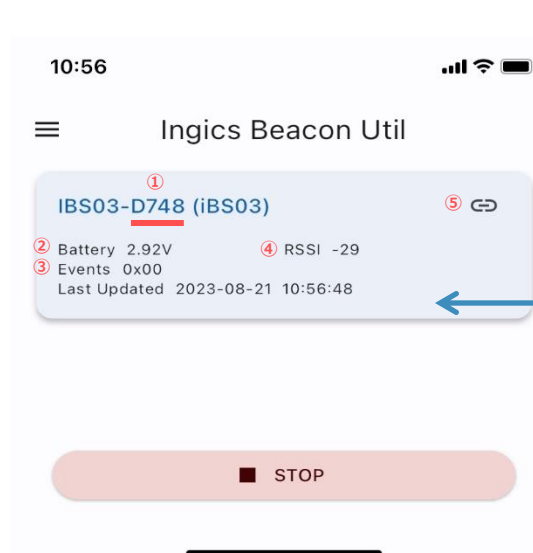 10:56
Ingics Beacon Util
①
IBS03-D748 (iBS03)
⑤
② Battery 2.92V ④ RSSI -29
③ Events 0x00
Last Updated 2023-08-21 10:56:48
STOP